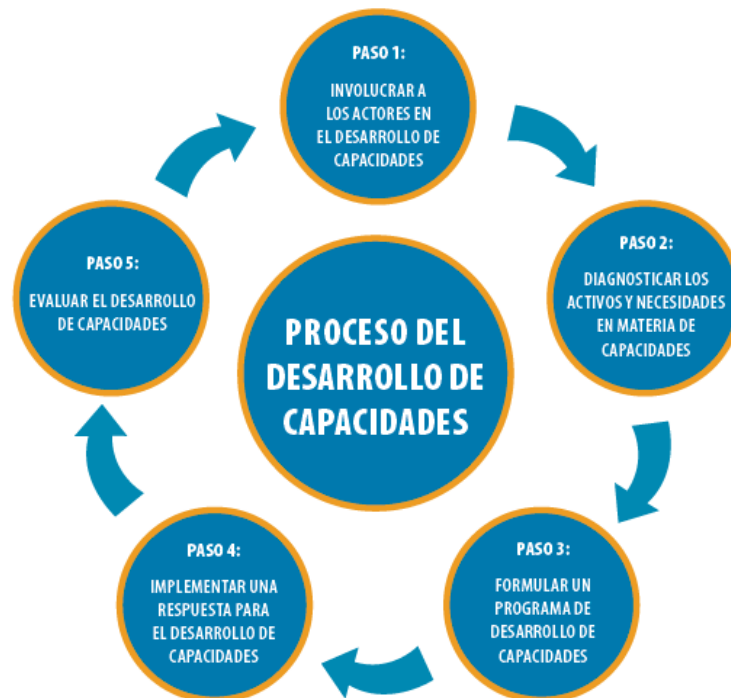 PASO 1:
INVOLUCRAR A
LOS ACTORES EN
EL DESARROLLO DE
CAPACIDADES
PASO 2:
DIAGNOSTICAR LOS
ACTIVOS Y NECESIDADES
EN MATERIA DE
CAPACIDADES
PASO 3:
FORMULAR UN
PROGRAMA DE
DESARROLLO DE
CAPACIDADES
PASO 4:
IMPLEMENTAR UNA
RESPUESTA PARA
EL DESARROLLO DE
CAPACIDADES
PASO 5:
EVALUAR EL DESARROLLO
DE CAPACIDADES
PROCESO DEL
DESARROLLO DE
CAPACIDADES